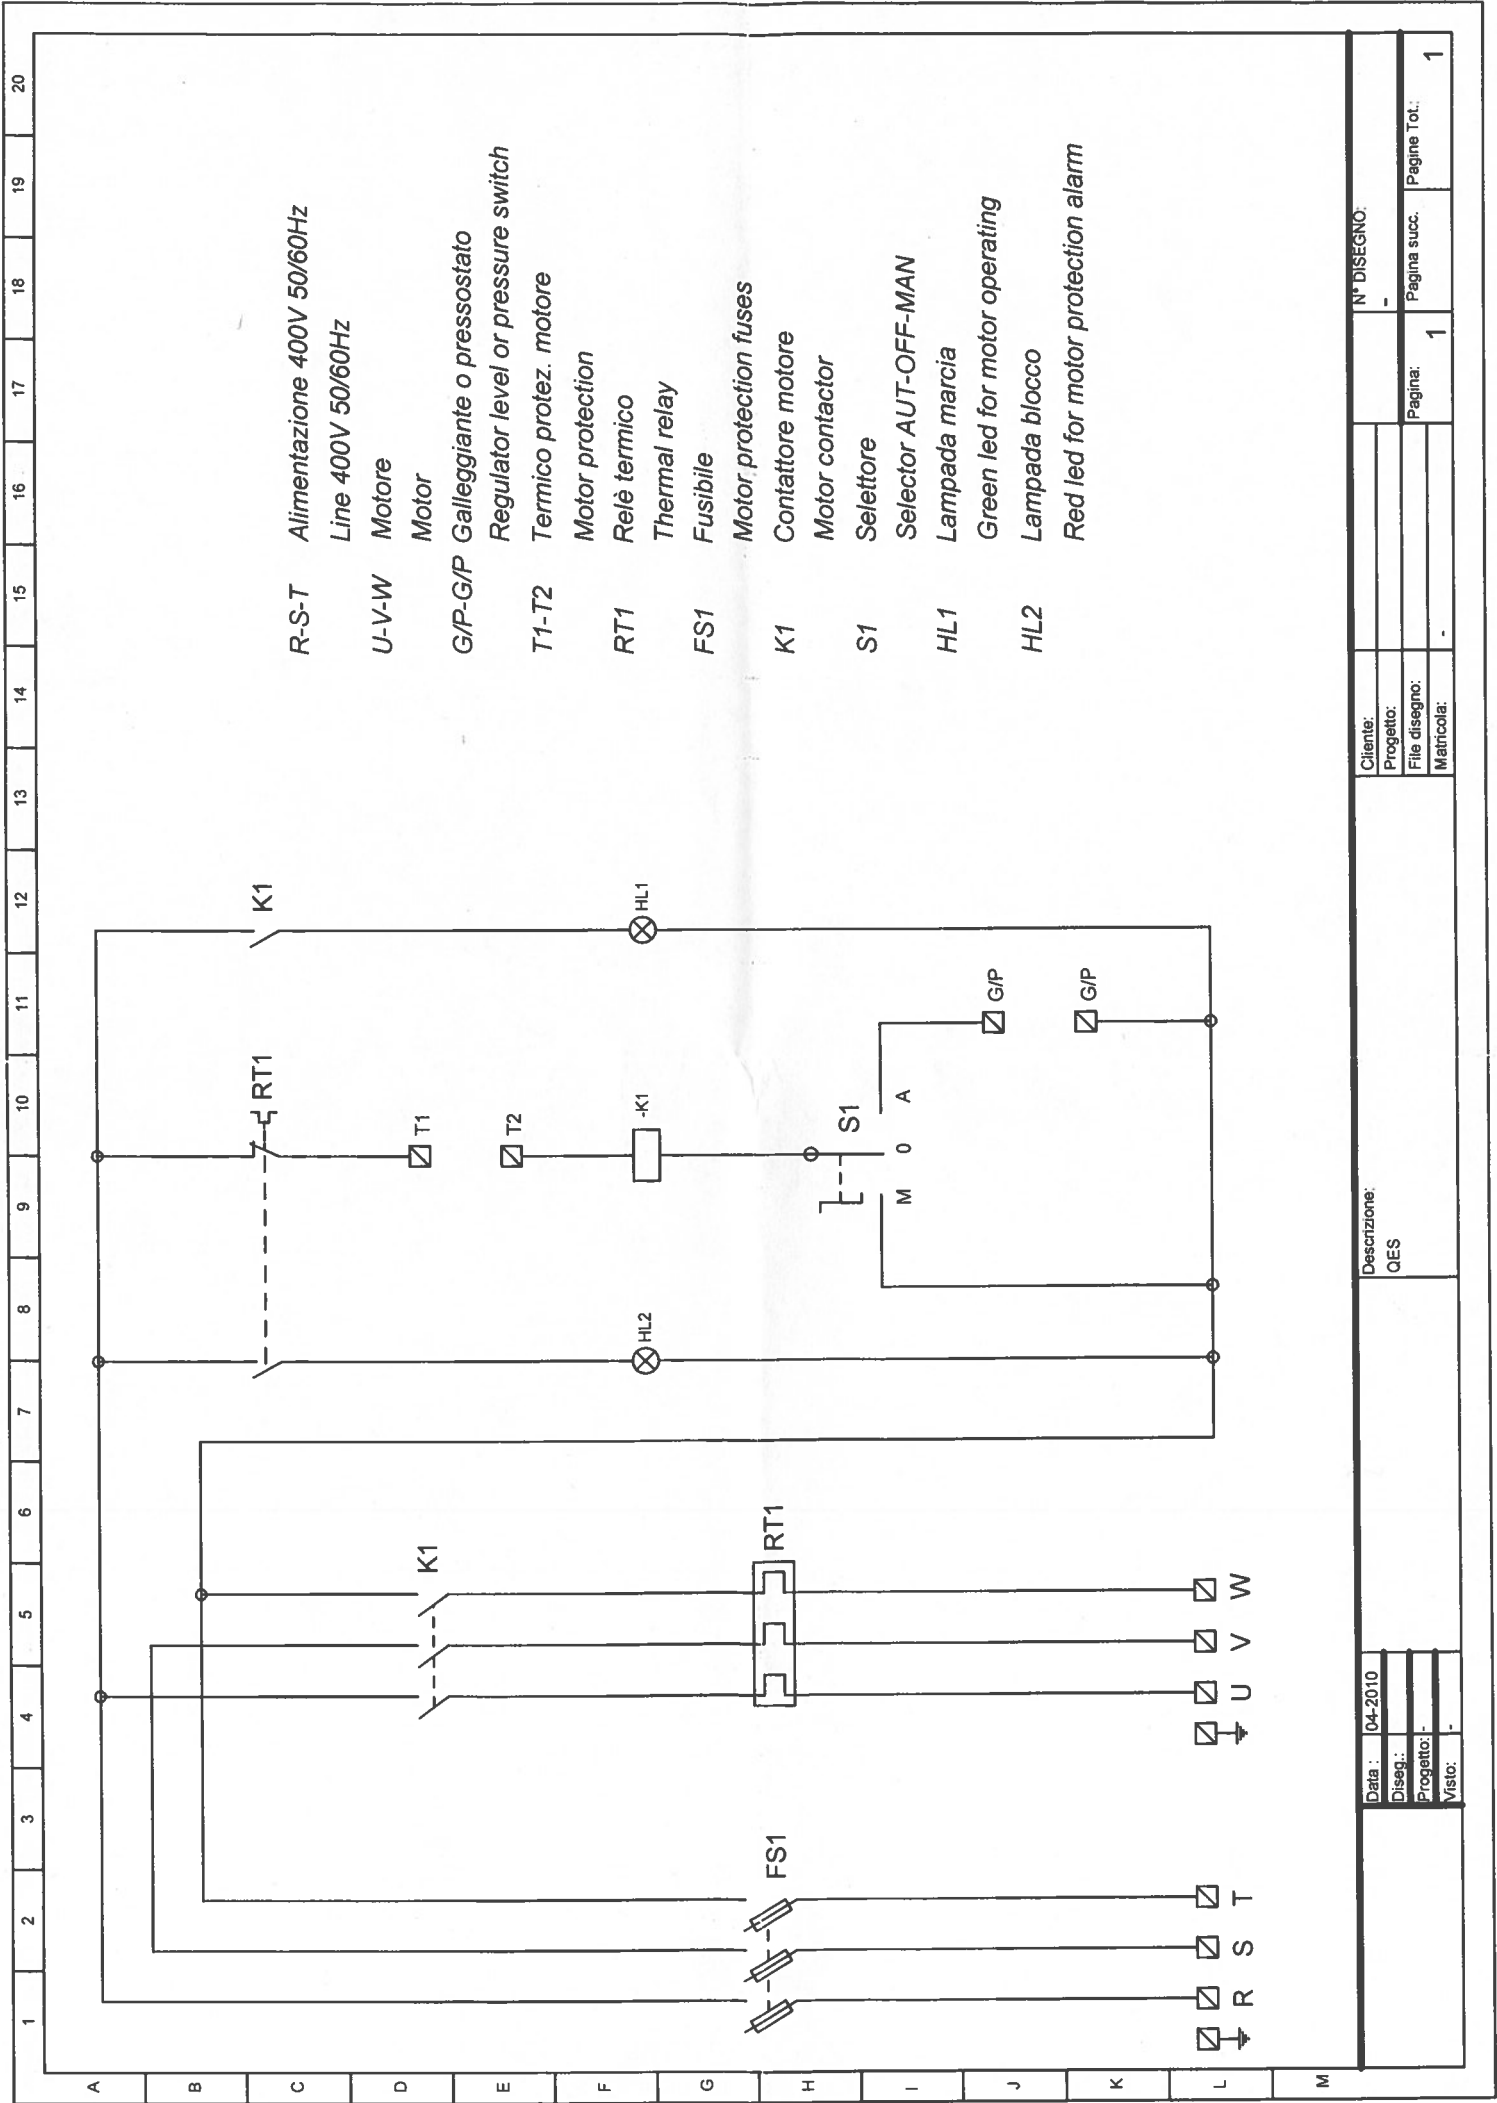 1 2 3 4 5 6 7 8 9 10 11 12 13 14 15 16 17 18 19 20
A
B
C
D
E
F
G
H
I
J
K
L
M
K1
RT1
T1
T2
HL2
-K1
HL1
S1
M 0 A
G/P
G/P
K1
RT1
FS1
R S T
U V W
R-S-T Alimentazione 400V 50/60Hz
Line 400V 50/60Hz
U-V-W Motore
Motor
G/P-G/P Galleggiante o pressostato
Regulator level or pressure switch
T1-T2 Termico protez. motore
Motor protection
RT1 Relè termico
Thermal relay
FS1 Fusibile
Motor protection fuses
K1 Contattore motore
Motor contactor
S1 Selettore
Selector AUT-OFF-MAN
HL1 Lampada marcia
Green led for motor operating
HL2 Lampada blocco
Red led for motor protection alarm
Data : 04-2010
Diseg.:
Progetto: -
Visto: -
Descrizione:
QES
Cliente:
Progetto:
File disegno:
Matricola: -
N° DISEGNO:
-
Pagina: 1
Pagina succ.
Pagine Tot.: 1